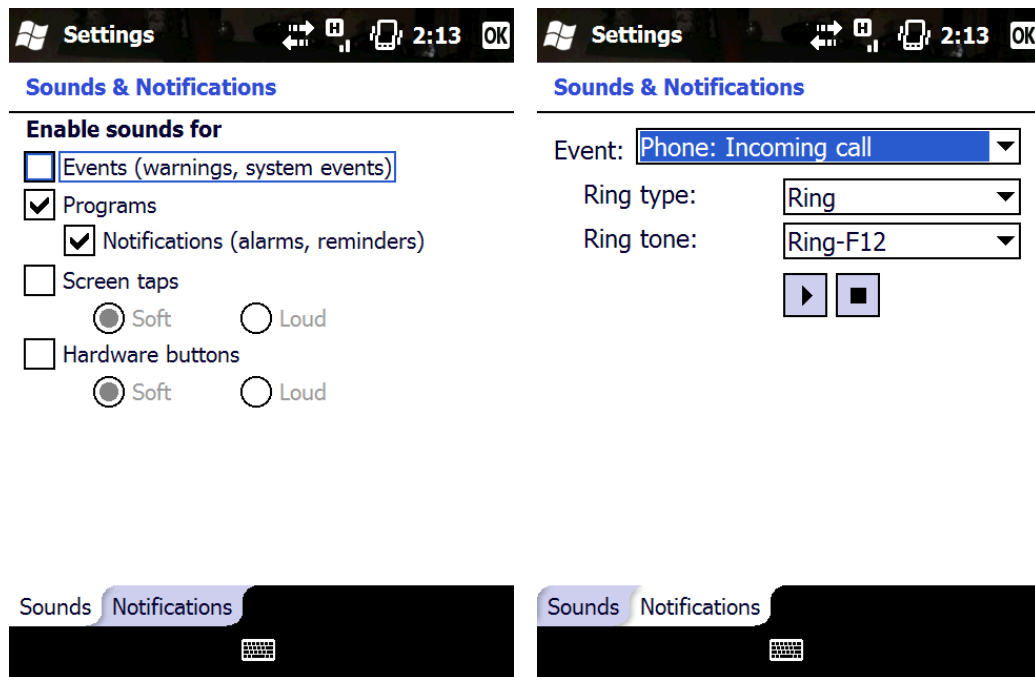 Settings H 2:13 OK
Sounds & Notifications
Enable sounds for
Events (warnings, system events)
Programs
Notifications (alarms, reminders)
Screen taps
Soft Loud
Hardware buttons
Soft Loud
Sounds Notifications
Settings H 2:13 OK
Sounds & Notifications
Event: Phone: Incoming call
Ring type: Ring
Ring tone: Ring-F12
Sounds Notifications